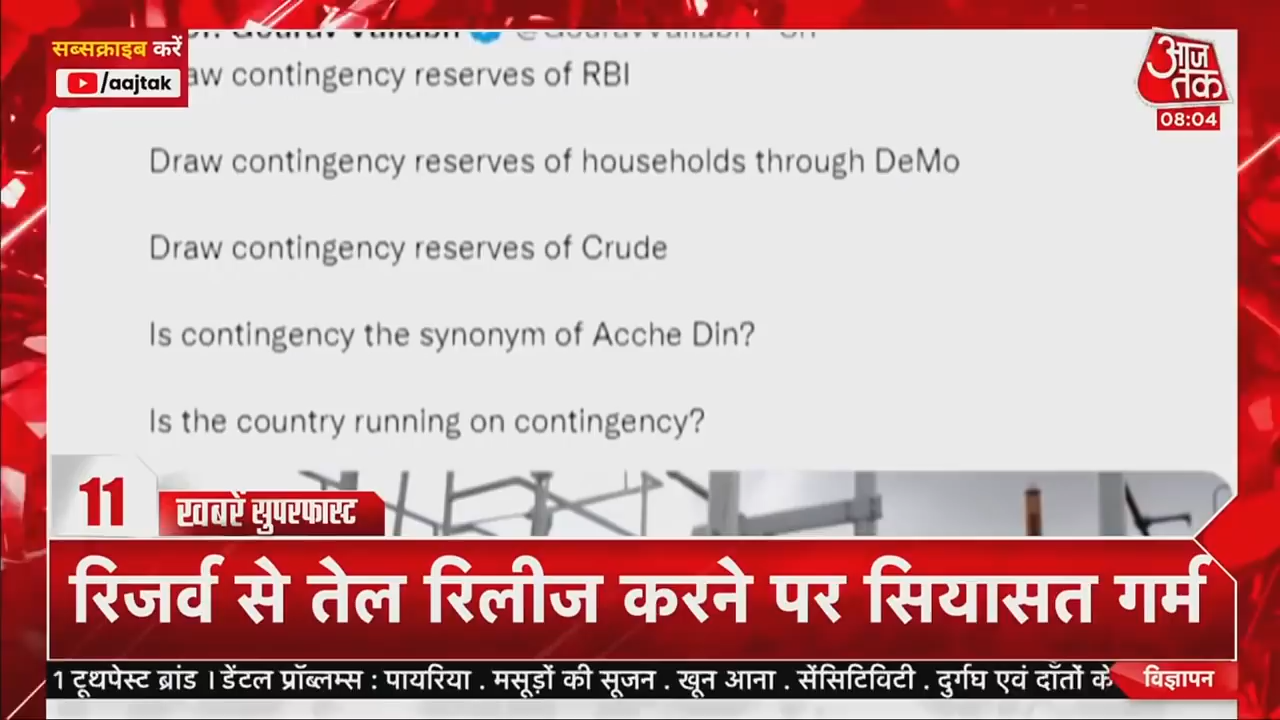 सब्सक्राइब करें
/aajtak
आज तक
08:04
aw contingency reserves of RBI
Draw contingency reserves of households through DeMo
Draw contingency reserves of Crude
Is contingency the synonym of Acche Din?
Is the country running on contingency?
11
खबरें सुपरफास्ट
रिजर्व से तेल रिलीज करने पर सियासत गर्म
1 टूथपेस्ट ब्रांड । डेंटल प्रॉब्लम्स : पायरिया . मसूड़ों की सूजन . खून आना . सेंसिटिविटी . दुर्गंध एवं दाँतों के
विज्ञापन